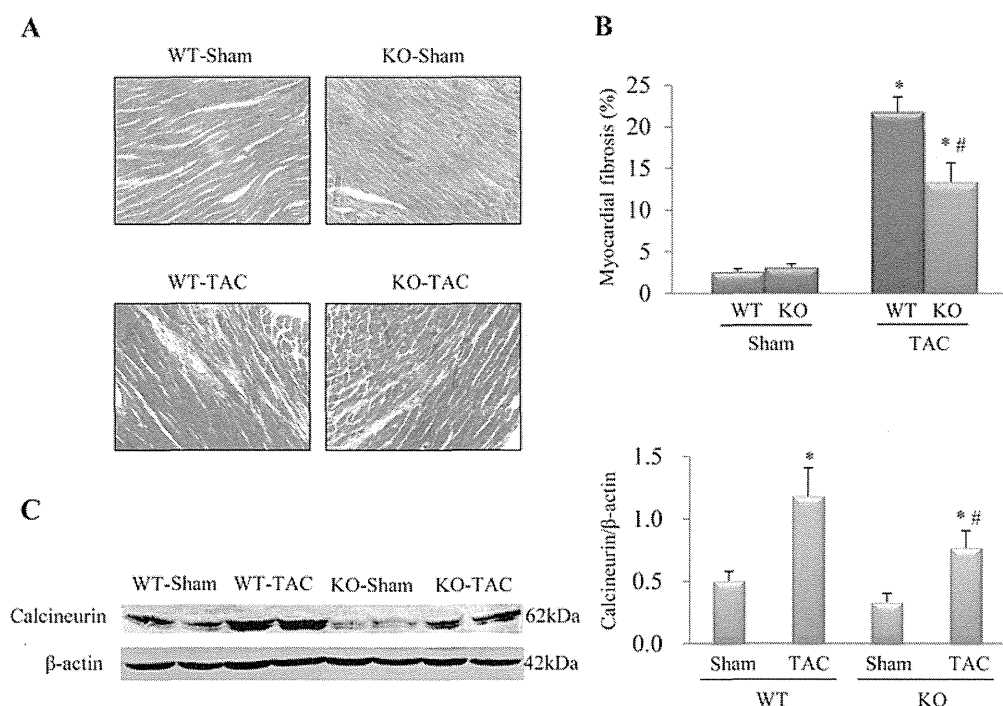 A
WT-Sham KO-Sham
WT-TAC KO-TAC
B
Myocardial fibrosis (%)
25
20
15
10
5
0
*
* #
WT KO WT KO
Sham TAC
C
WT-Sham WT-TAC KO-Sham KO-TAC
Calcineurin 62kDa
β-actin 42kDa
Calcineurin/β-actin
1.5
1.0
0.5
0.0
*
* #
Sham TAC Sham TAC
WT KO